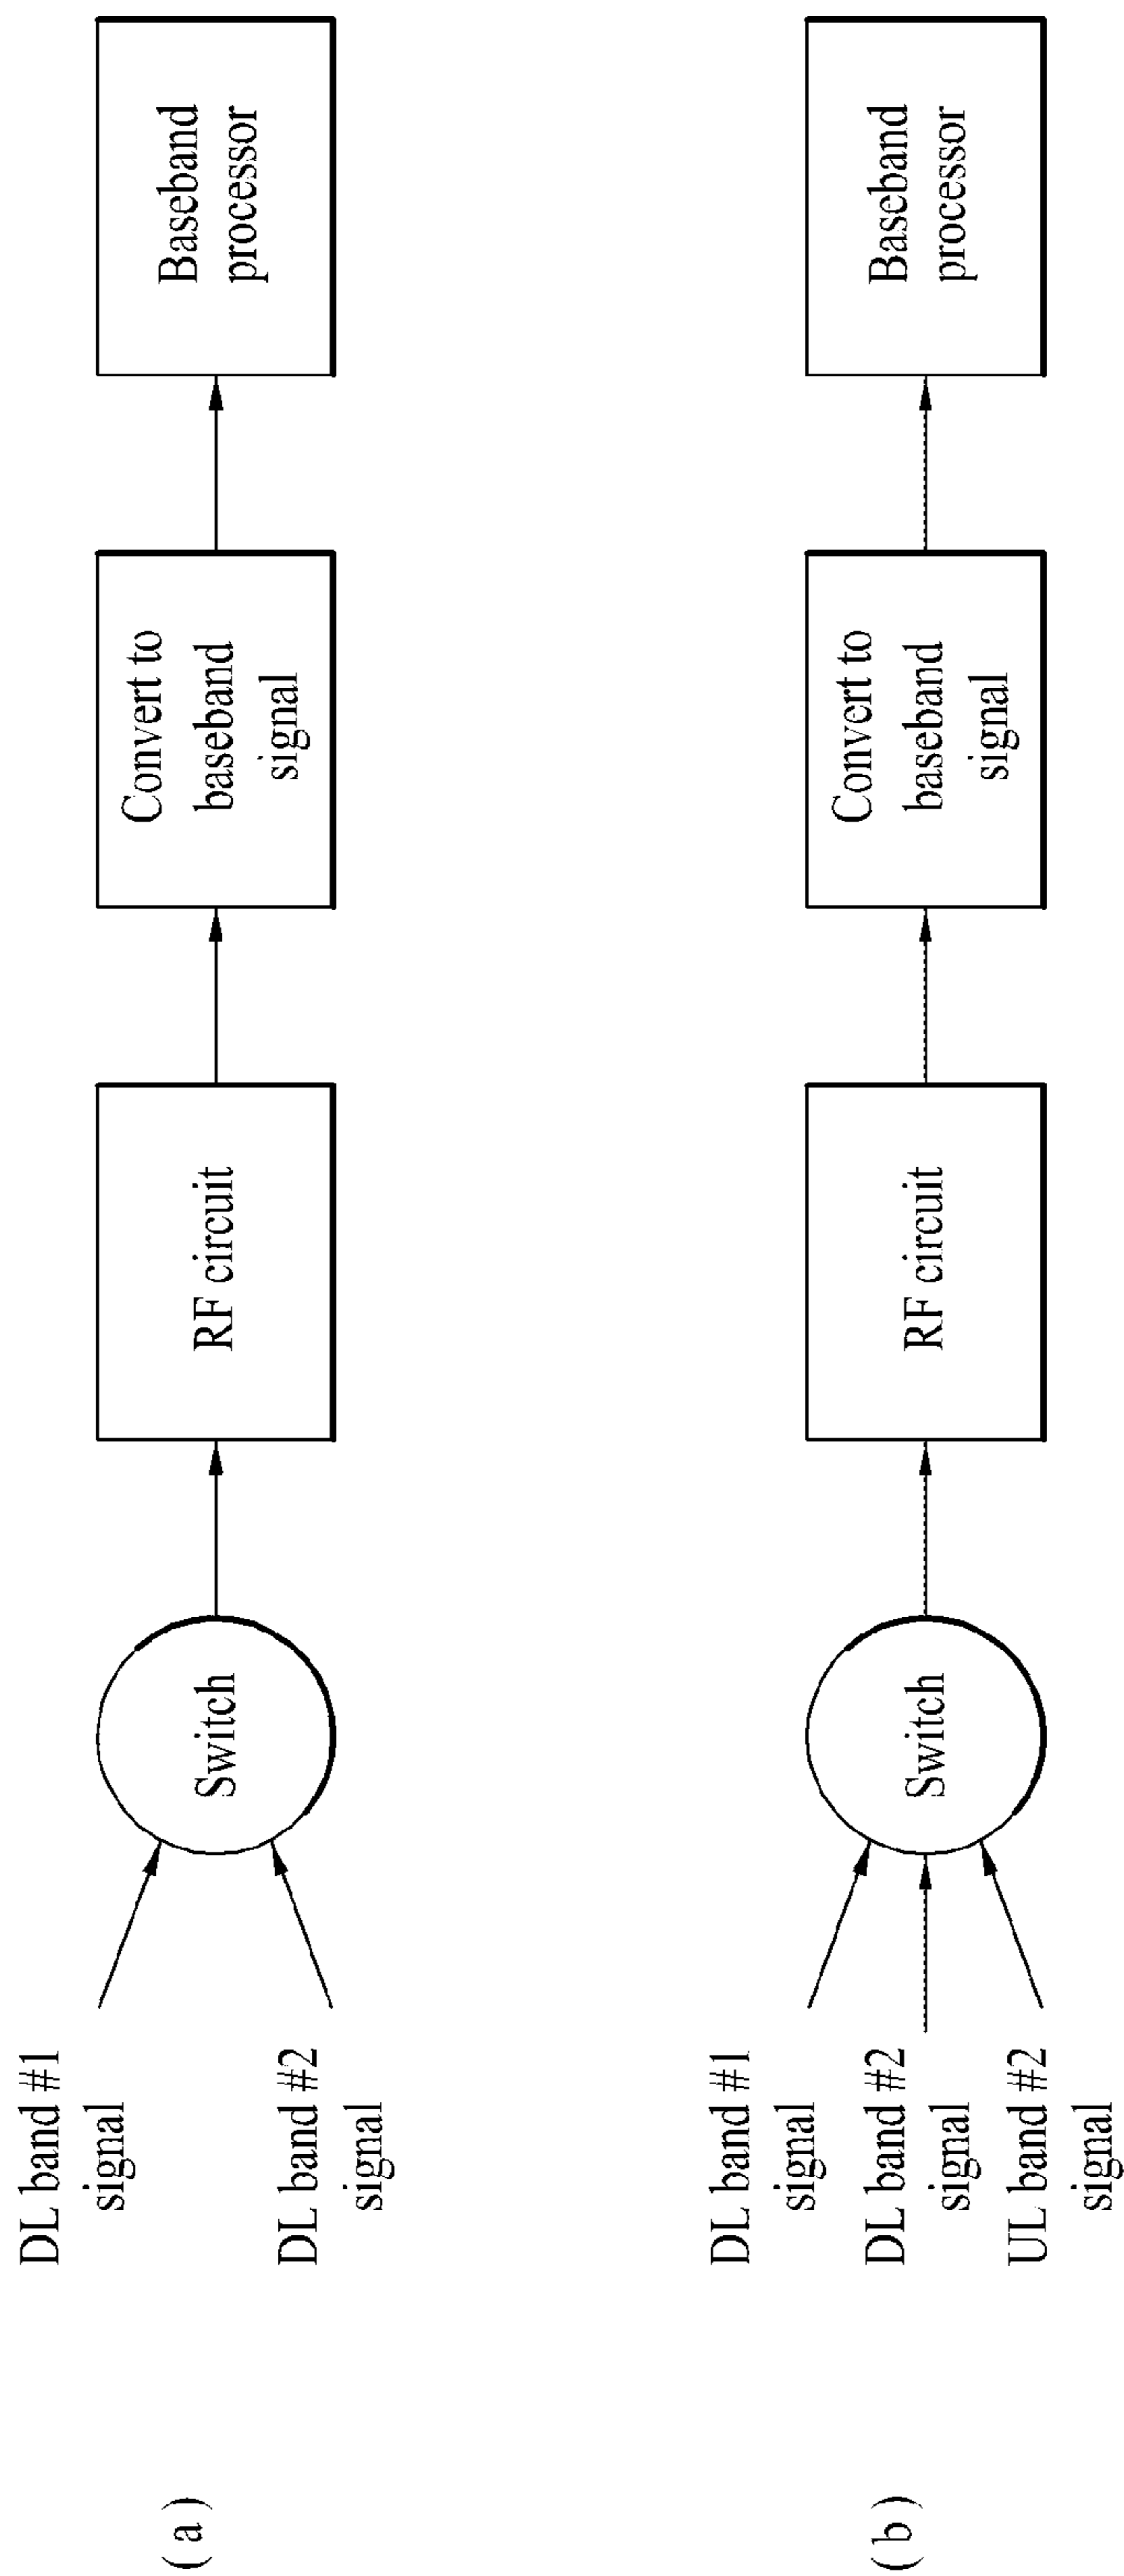 ( a )
DL band #1
signal
DL band #2
signal
Switch
RF circuit
Convert to
baseband
signal
Baseband
processor
( b )
DL band #1
signal
DL band #2
signal
UL band #2
signal
Switch
RF circuit
Convert to
baseband
signal
Baseband
processor